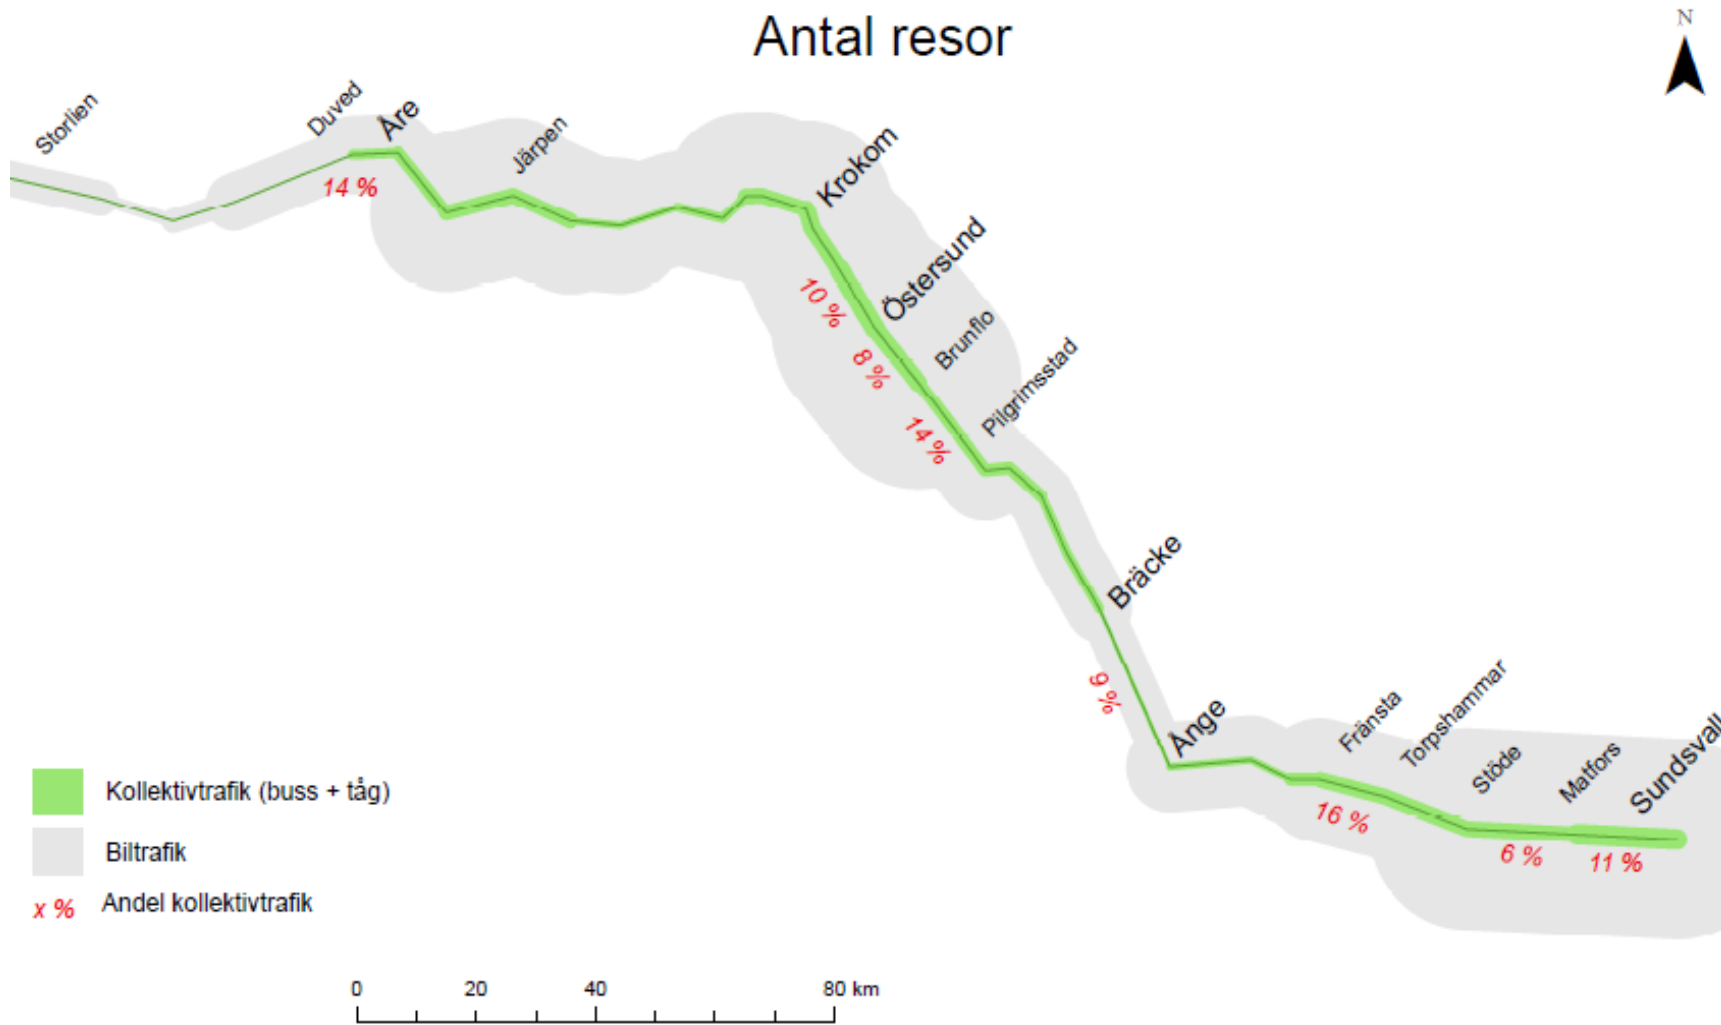 Antal resor
N
Storlien
Duved
Åre
Järpen
14 %
Krokom
Östersund
10 %
Brunflo
8 %
Pilgrimsstad
14 %
Bräcke
9 %
Ånge
Fränsta
Torpshammar
Stöde
Matfors
Sundsvall
16 %
6 %
11 %
Kollektivtrafik (buss + tåg)
Biltrafik
x % Andel kollektivtrafik
0 20 40 80 km